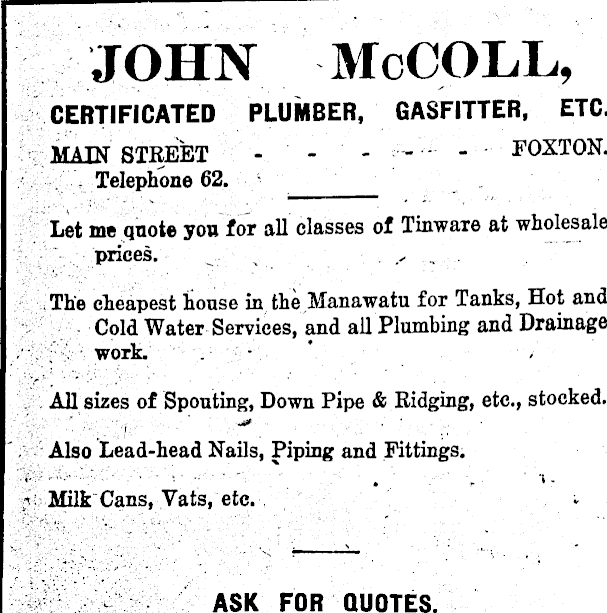 JOHN McCOLL,
CERTIFICATED PLUMBER, GASFITTER, ETC.
MAIN STREET - - - - - FOXTON.
Telephone 62.
Let me quote you for all classes of Tinware at wholesale
prices.
The cheapest house in the Manawatu for Tanks, Hot and
Cold Water Services, and all Plumbing and Drainage
work.
All sizes of Spouting, Down Pipe & Ridging, etc., stocked.
Also Lead-head Nails, Piping and Fittings.
Milk Cans, Vats, etc.
ASK FOR QUOTES.